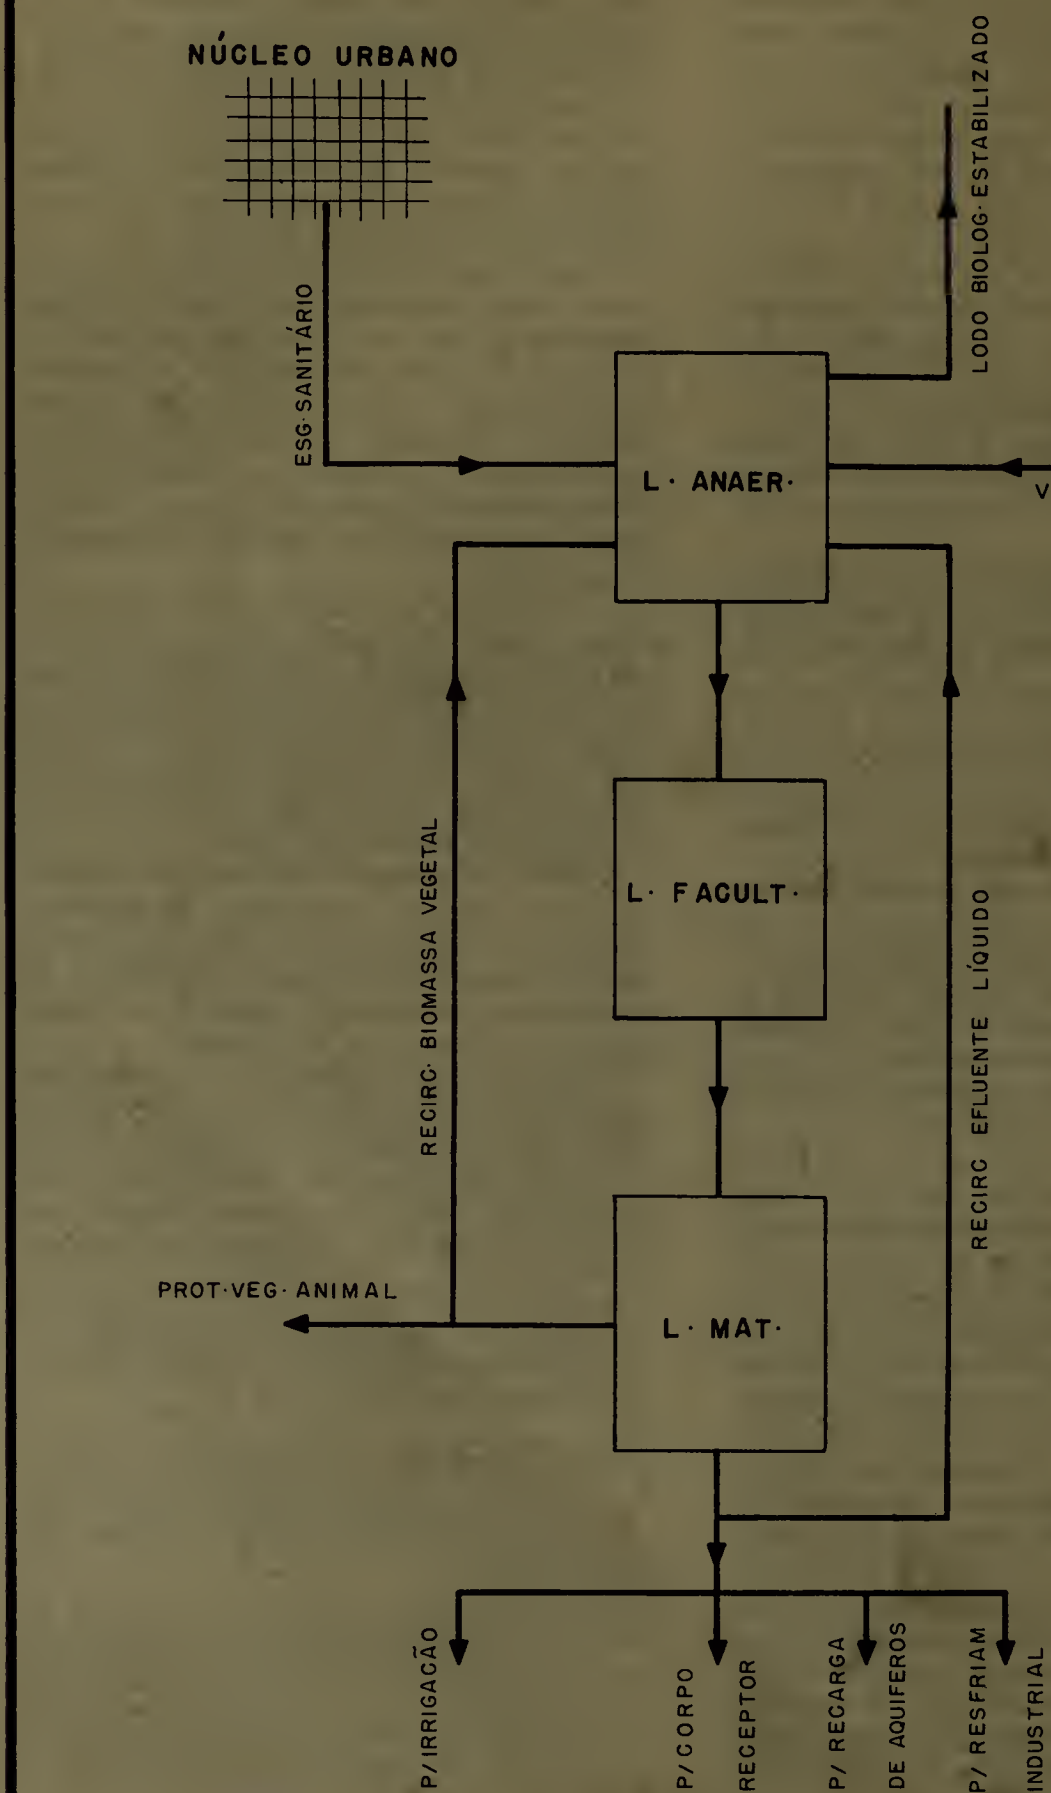 NÚCLEO URBANO
LODO BIOLOG·ESTABILIZADO
ESG·SANITÁRIO
L· ANAER·
V
RECIRC· BIOMASSA VEGETAL
L· FACULT·
RECIRC EFLUENTE LÍQUIDO
PROT·VEG·ANIMAL
L· MAT·
P/IRRIGAÇÃO
P/CORPO
RECEPTOR
P/ RECARGA
DE AQUIFEROS
P/ RESFRIAM
INDUSTRIAL